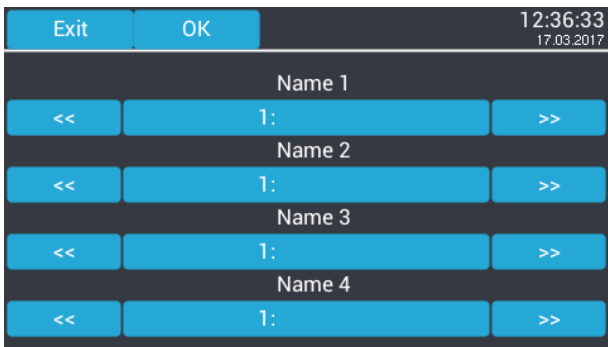 Exit OK 12:36:33
17.03.2017
Name 1
<< 1: >>
Name 2
<< 1: >>
Name 3
<< 1: >>
Name 4
<< 1: >>